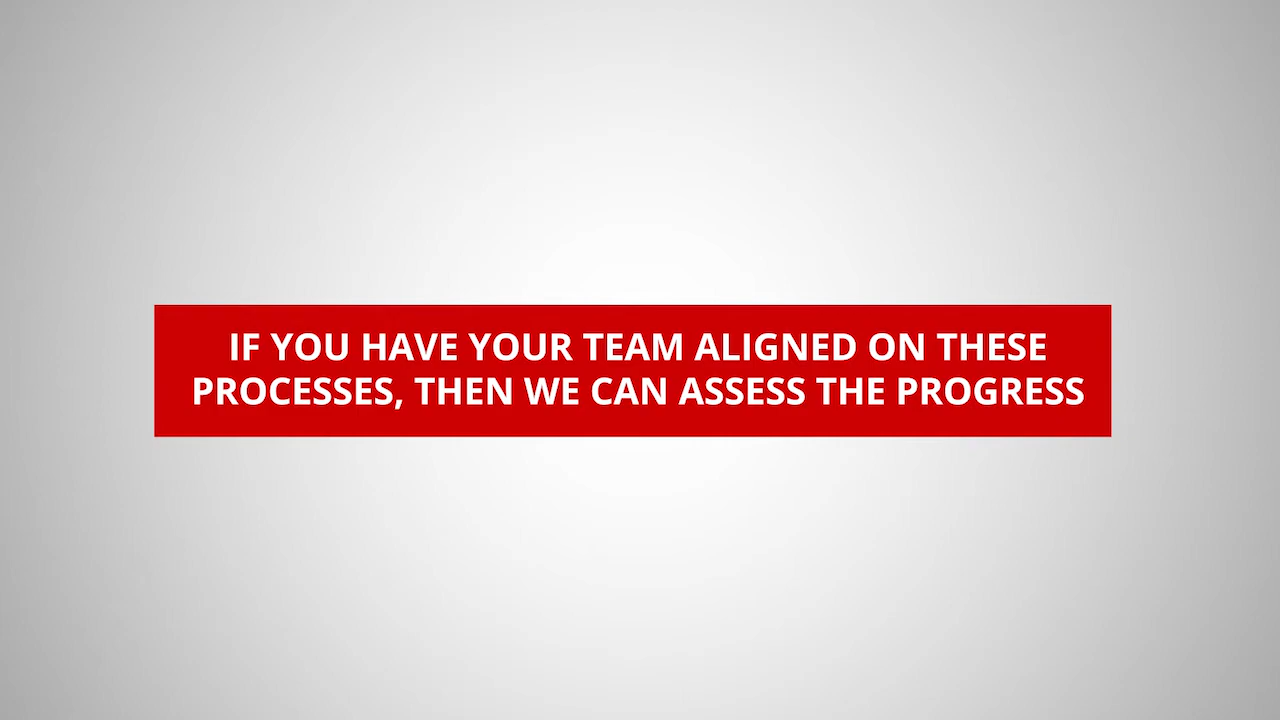 IF YOU HAVE YOUR TEAM ALIGNED ON THESE
PROCESSES, THEN WE CAN ASSESS THE PROGRESS